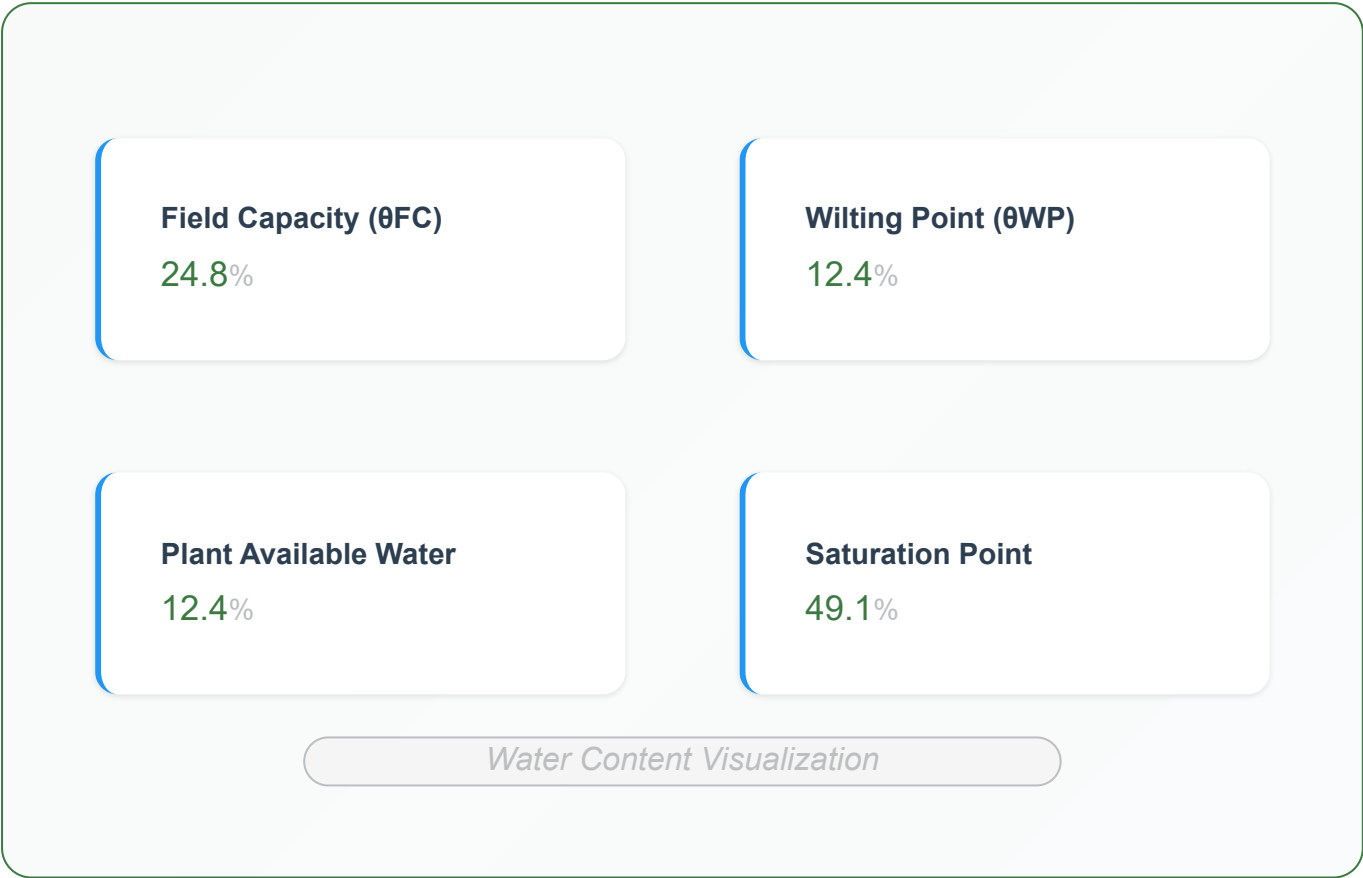 Field Capacity (θFC)
24.8%
Wilting Point (θWP)
12.4%
Plant Available Water
12.4%
Saturation Point
49.1%
Water Content Visualization